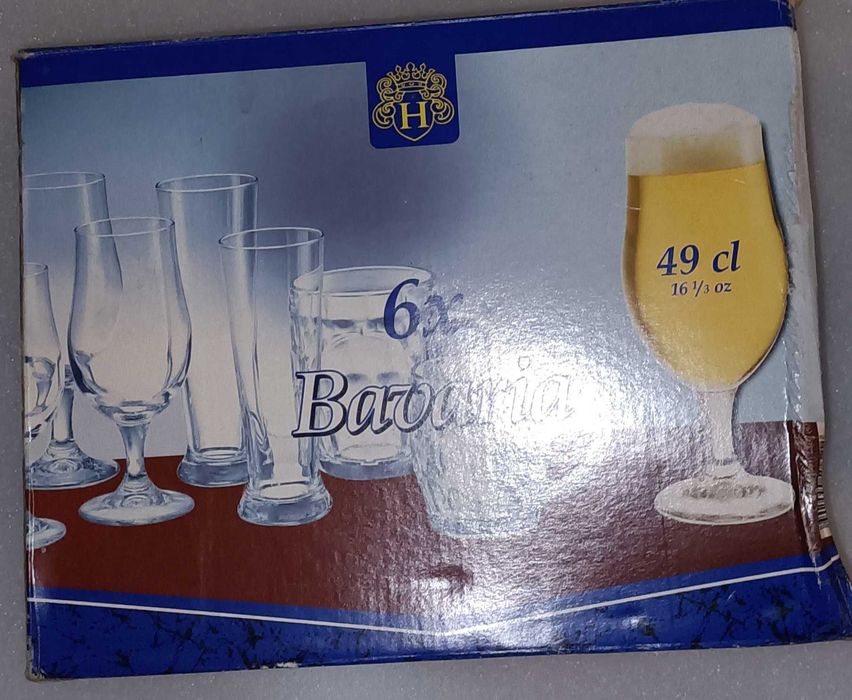 H
6x
Bavaria
49 cl
16 1/3 oz